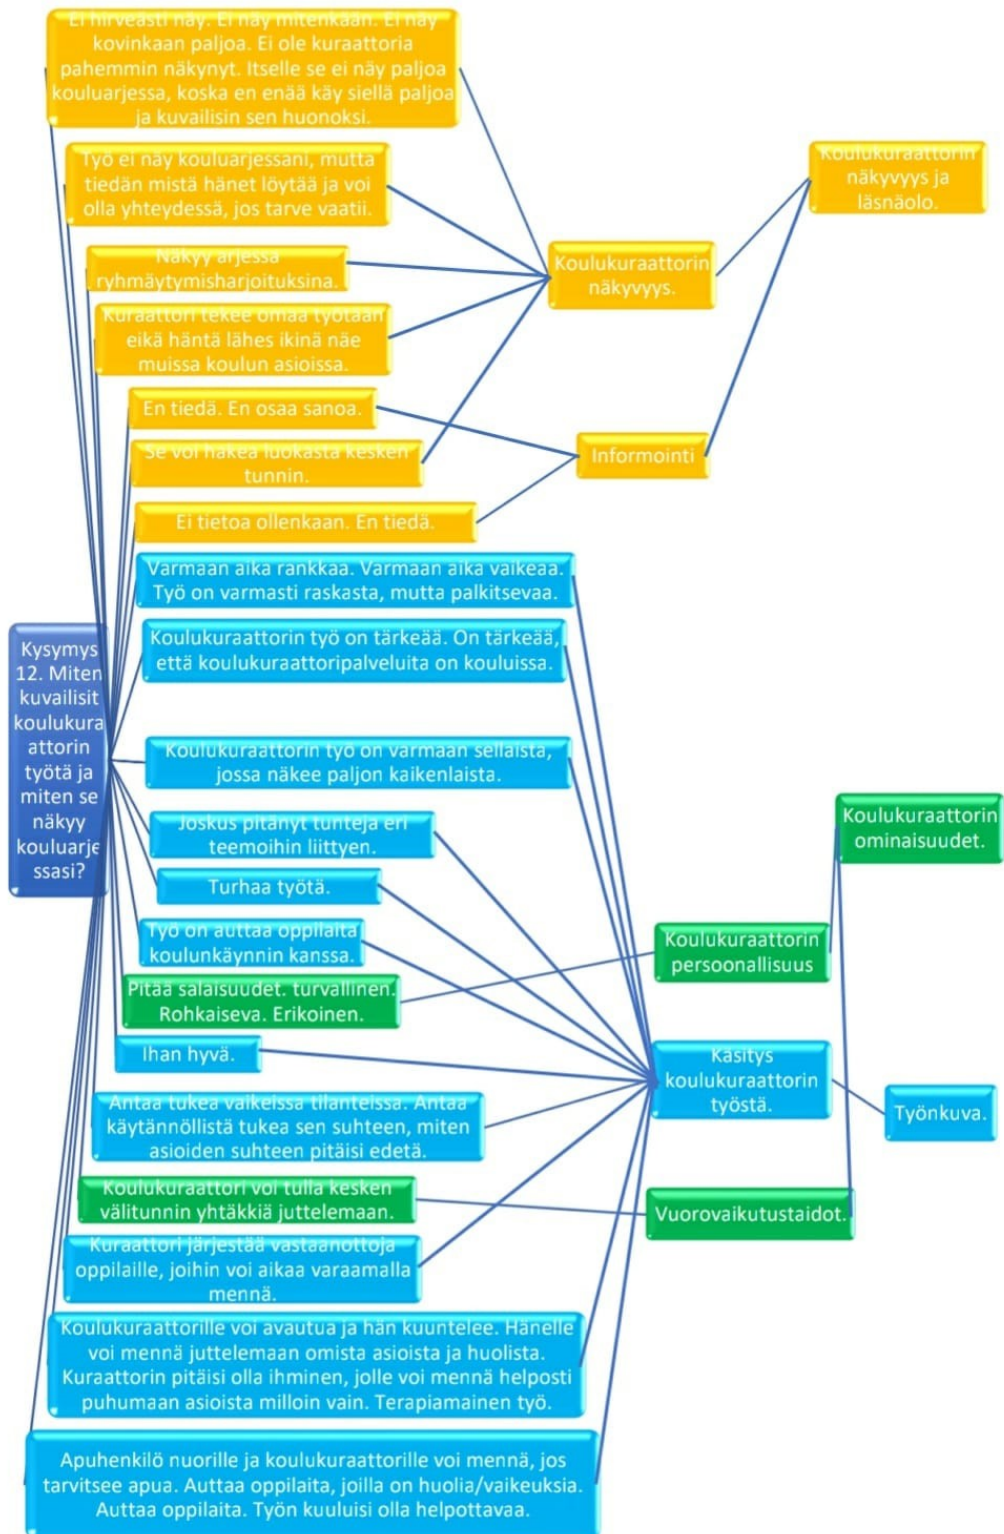 Ei hirveästi näy. Ei näy mitenkään. Ei näy
kovinkaan paljoa. Ei ole kuraattoria
pahemmin näkynyt. Itselle se ei näy paljoa
kouluarjessa, koska en enää käy siellä paljoa
ja kuvailisin sen huonoksi.
Työ ei näy kouluarjessani, mutta
tiedän mistä hänet löytää ja voi
olla yhteydessä, jos tarve vaatii.
Näkyy arjessa
ryhmäytymisharjoituksina.
Kuraattori tekee omaa työtään
eikä häntä lähes ikinä näe
muissa koulun asioissa.
En tiedä. En osaa sanoa.
Se voi hakea luokasta kesken
tunnin.
Ei tietoa ollenkaan. En tiedä.
Koulukuraattorin
näkyvyys.
Informointi
Koulukuraattorin
näkyvyys ja
läsnäolo.
Kysymys
12. Miten
kuvailisit
koulukura
attorin
työtä ja
miten se
näkyy
kouluarje
ssasi?
Varmaan aika rankkaa. Varmaan aika vaikeaa.
Työ on varmasti raskasta, mutta palkitsevaa.
Koulukuraattorin työ on tärkeää. On tärkeää,
että koulukuraattoripalveluita on kouluissa.
Koulukuraattorin työ on varmaan sellaista,
jossa näkee paljon kaikenlaista.
Joskus pitänyt tunteja eri
teemoihin liittyen.
Turhaa työtä.
Työ on auttaa oppilaita
koulunkäynnin kanssa.
Pitää salaisuudet. turvallinen.
Rohkaiseva. Erikoinen.
Ihan hyvä.
Antaa tukea vaikeissa tilanteissa. Antaa
käytännöllistä tukea sen suhteen, miten
asioiden suhteen pitäisi edetä.
Koulukuraattori voi tulla kesken
välitunnin yhtäkkiä juttelemaan.
Kuraattori järjestää vastaanottoja
oppilaille, joihin voi aikaa varaamalla
mennä.
Koulukuraattorille voi avautua ja hän kuuntelee. Hänelle
voi mennä juttelemaan omista asioista ja huolista.
Kuraattorin pitäisi olla ihminen, jolle voi mennä helposti
puhumaan asioista milloin vain. Terapiamainen työ.
Apuhenkilö nuorille ja koulukuraattorille voi mennä, jos
tarvitsee apua. Auttaa oppilaita, joilla on huolia/vaikeuksia.
Auttaa oppilaita. Työn kuuluisi olla helpottavaa.
Koulukuraattorin
persoonallisuus
Käsitys
koulukuraattorin
työstä.
Vuorovaikutustaidot.
Koulukuraattorin
ominaisuudet.
Työnkuva.